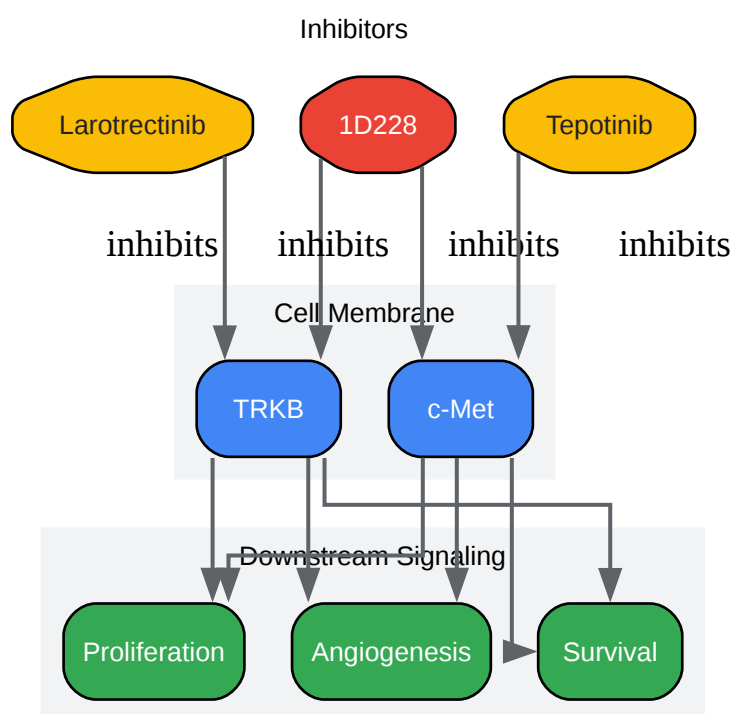 Inhibitors
Larotrectinib
1D228
Tepotinib
inhibits
inhibits
inhibits
inhibits
Cell Membrane
TRKB
c-Met
Downstream Signaling
Proliferation
Angiogenesis
Survival